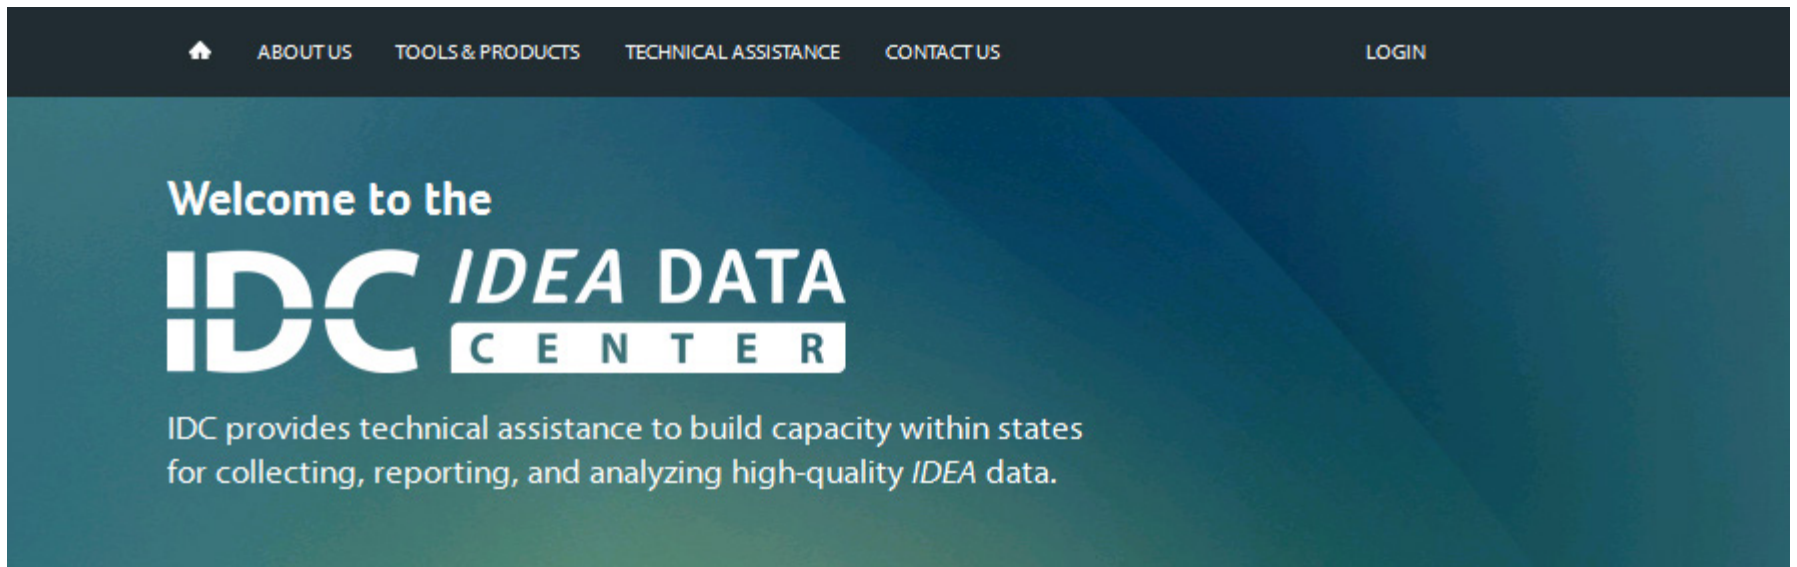 ABOUT US TOOLS & PRODUCTS TECHNICAL ASSISTANCE CONTACT US LOGIN
Welcome to the
IDC IDEA DATA
CENTER
IDC provides technical assistance to build capacity within states
for collecting, reporting, and analyzing high-quality IDEA data.